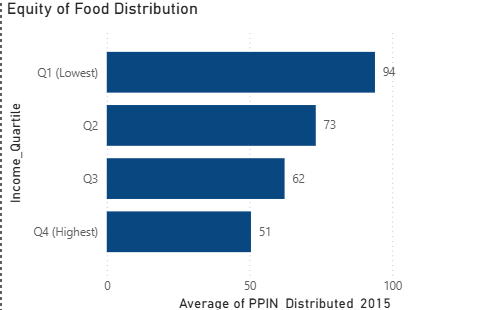 Equity of Food Distribution
Income_Quartile
Q1 (Lowest) 94
Q2 73
Q3 62
Q4 (Highest) 51
0 50 100
Average of PPIN_Distributed_2015